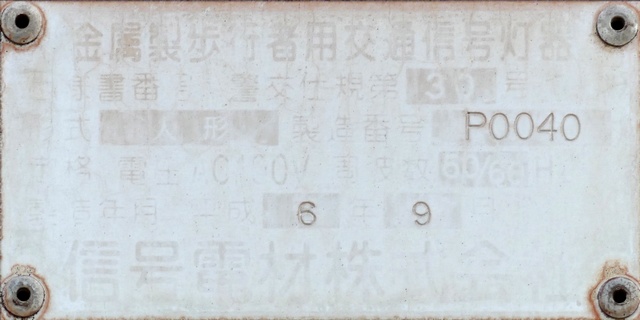 金属製歩行者用交通信号灯器
仕様書番号 警交仕規第 39 号
形式 人形 製造番号 P0040
定格 電圧 AC100V 周波数 50/60Hz
製造年月 平成 6 年 9 月
信号電材株式会社